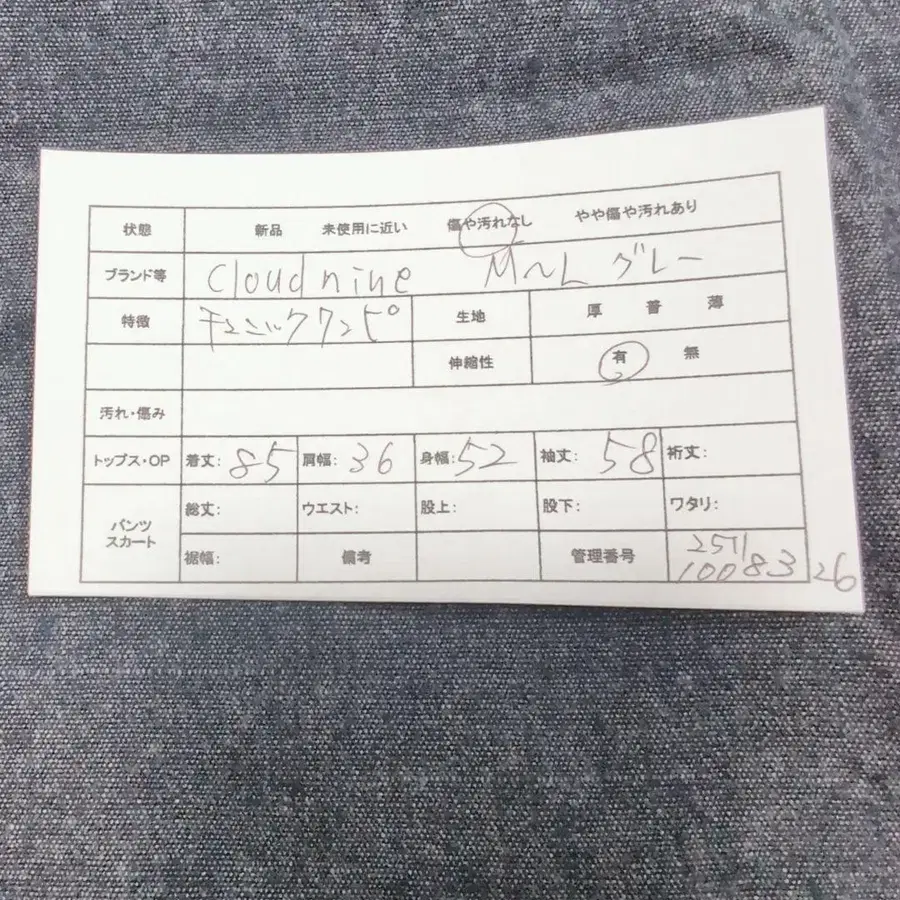 状態 新品 未使用に近い 傷や汚れなし やや傷や汚れあり
ブランド等 cloud nine M〜L グレー
特徴 チュニックワンピ 生地 厚 普 薄
伸縮性 有 無
汚れ・傷み
トップス・OP 着丈: 85 肩幅: 36 身幅: 52 袖丈: 58 裄丈:
パンツ スカート 総丈: ウエスト: 股上: 股下: ワタリ:
裾幅: 備考 管理番号 2511
10083 26